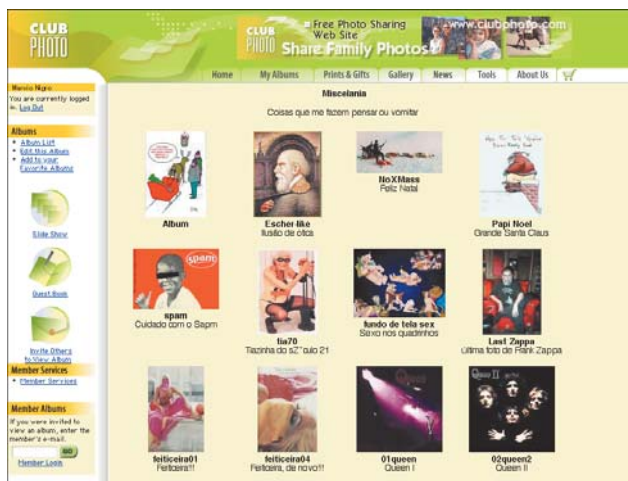 CLUB
PHOTO
CLUB
PHOTO
Free Photo Sharing
Web Site
www.clubphoto.com
Share Family Photos!
Home
My Albums
Prints & Gifts
Gallery
News
Tools
About Us
Marcio Nigro
You are currently logged
in. Log Out
Albums
Album List
Edit this Album
Add to your
Favorite Albums
Slide Show
Guest Book
Invite Others
to View Album
Member Services
Member Services
Member Albums
If you were invited to
view an album, enter the
member's e-mail.
GO
Member Login
Miscelania
Coisas que me fazem pensar ou vomitar
Album
Escher-like
Ilusão de otica
NoXMass
Feliz Natal
Papi Noel
Grande Santa Claus
spam
spam
Cuidado com o Sapm
tia70
Tiazinha do sZˆulo 21
fundo de tela sex
Sexo nos quadrinhos
Last Zappa
última foto de Frank Zappa
feiticeira01
Feiticeira!!!
feiticeira04
Feiticeira, de novo!!!
01queen
Queen I
Queen II
02queen2
Queen II